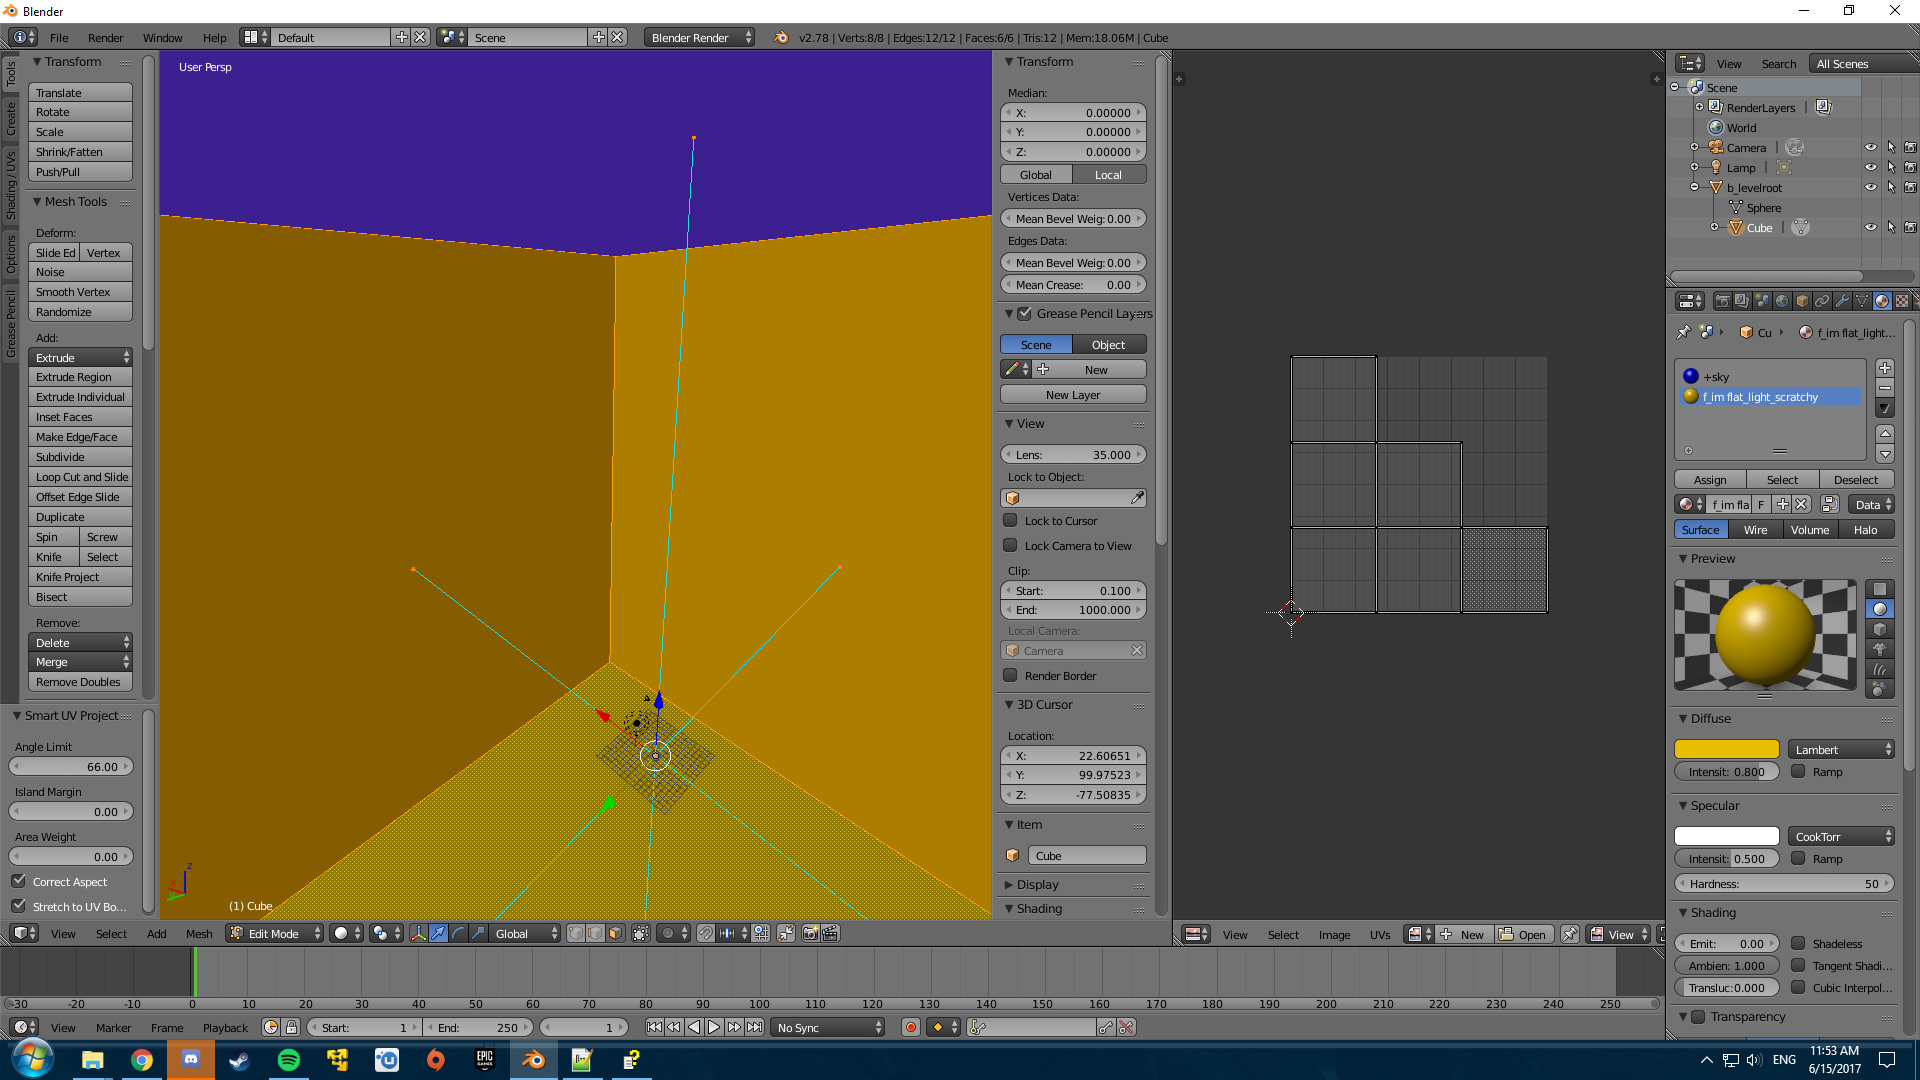 Blender
File Render Window Help Default Scene Blender Render v2.78 | Verts:8/8 | Edges:12/12 | Faces:6/6 | Tris:12 | Mem:18.06M | Cube
Tools
Create
Shading / UVs
Options
Grease Pencil
Transform
Translate
Rotate
Scale
Shrink/Fatten
Push/Pull
Mesh Tools
Deform:
Slide Ed Vertex
Noise
Smooth Vertex
Randomize
Add:
Extrude
Extrude Region
Extrude Individual
Inset Faces
Make Edge/Face
Subdivide
Loop Cut and Slide
Offset Edge Slide
Duplicate
Spin Screw
Knife Select
Knife Project
Bisect
Remove:
Delete
Merge
Remove Doubles
Smart UV Project
Angle Limit
66.00
Island Margin
0.00
Area Weight
0.00
Correct Aspect
Stretch to UV Bo...
User Persp
z
x
(1) Cube
Transform
Median:
X: 0.00000
Y: 0.00000
Z: 0.00000
Global Local
Vertices Data:
Mean Bevel Weig: 0.00
Edges Data:
Mean Bevel Weig: 0.00
Mean Crease: 0.00
Grease Pencil Layers
Scene Object
New
New Layer
View
Lens: 35.000
Lock to Object:
Lock to Cursor
Lock Camera to View
Clip:
Start: 0.100
End: 1000.000
Local Camera:
Camera
Render Border
3D Cursor
Location:
X: 22.60651
Y: 99.97523
Z: -77.50835
Item
Cube
Display
Shading
View Search All Scenes
Scene
RenderLayers |
World
Camera |
Lamp |
b_levelroot
Sphere
Cube |
Cu f_im flat_light...
+sky
f_im flat_light_scratchy
Assign Select Deselect
f_im fla F Data
Surface Wire Volume Halo
Preview
Diffuse
Lambert
Intensit: 0.800 Ramp
Specular
CookTorr
Intensit: 0.500 Ramp
Hardness: 50
Shading
Emit: 0.00 Shadeless
Ambien: 1.000 Tangent Shadi...
Transluc:0.000 Cubic Interpol...
Transparency
View Select Add Mesh Edit Mode Global
View Select Image UVs New Open View
-30 -20 -10 0 10 20 30 40 50 60 70 80 90 100 110 120 130 140 150 160 170 180 190 200 210 220 230 240 250
View Marker Frame Playback Start: 1 End: 250 1 No Sync
EPIC GAMES
ENG
11:53 AM
6/15/2017